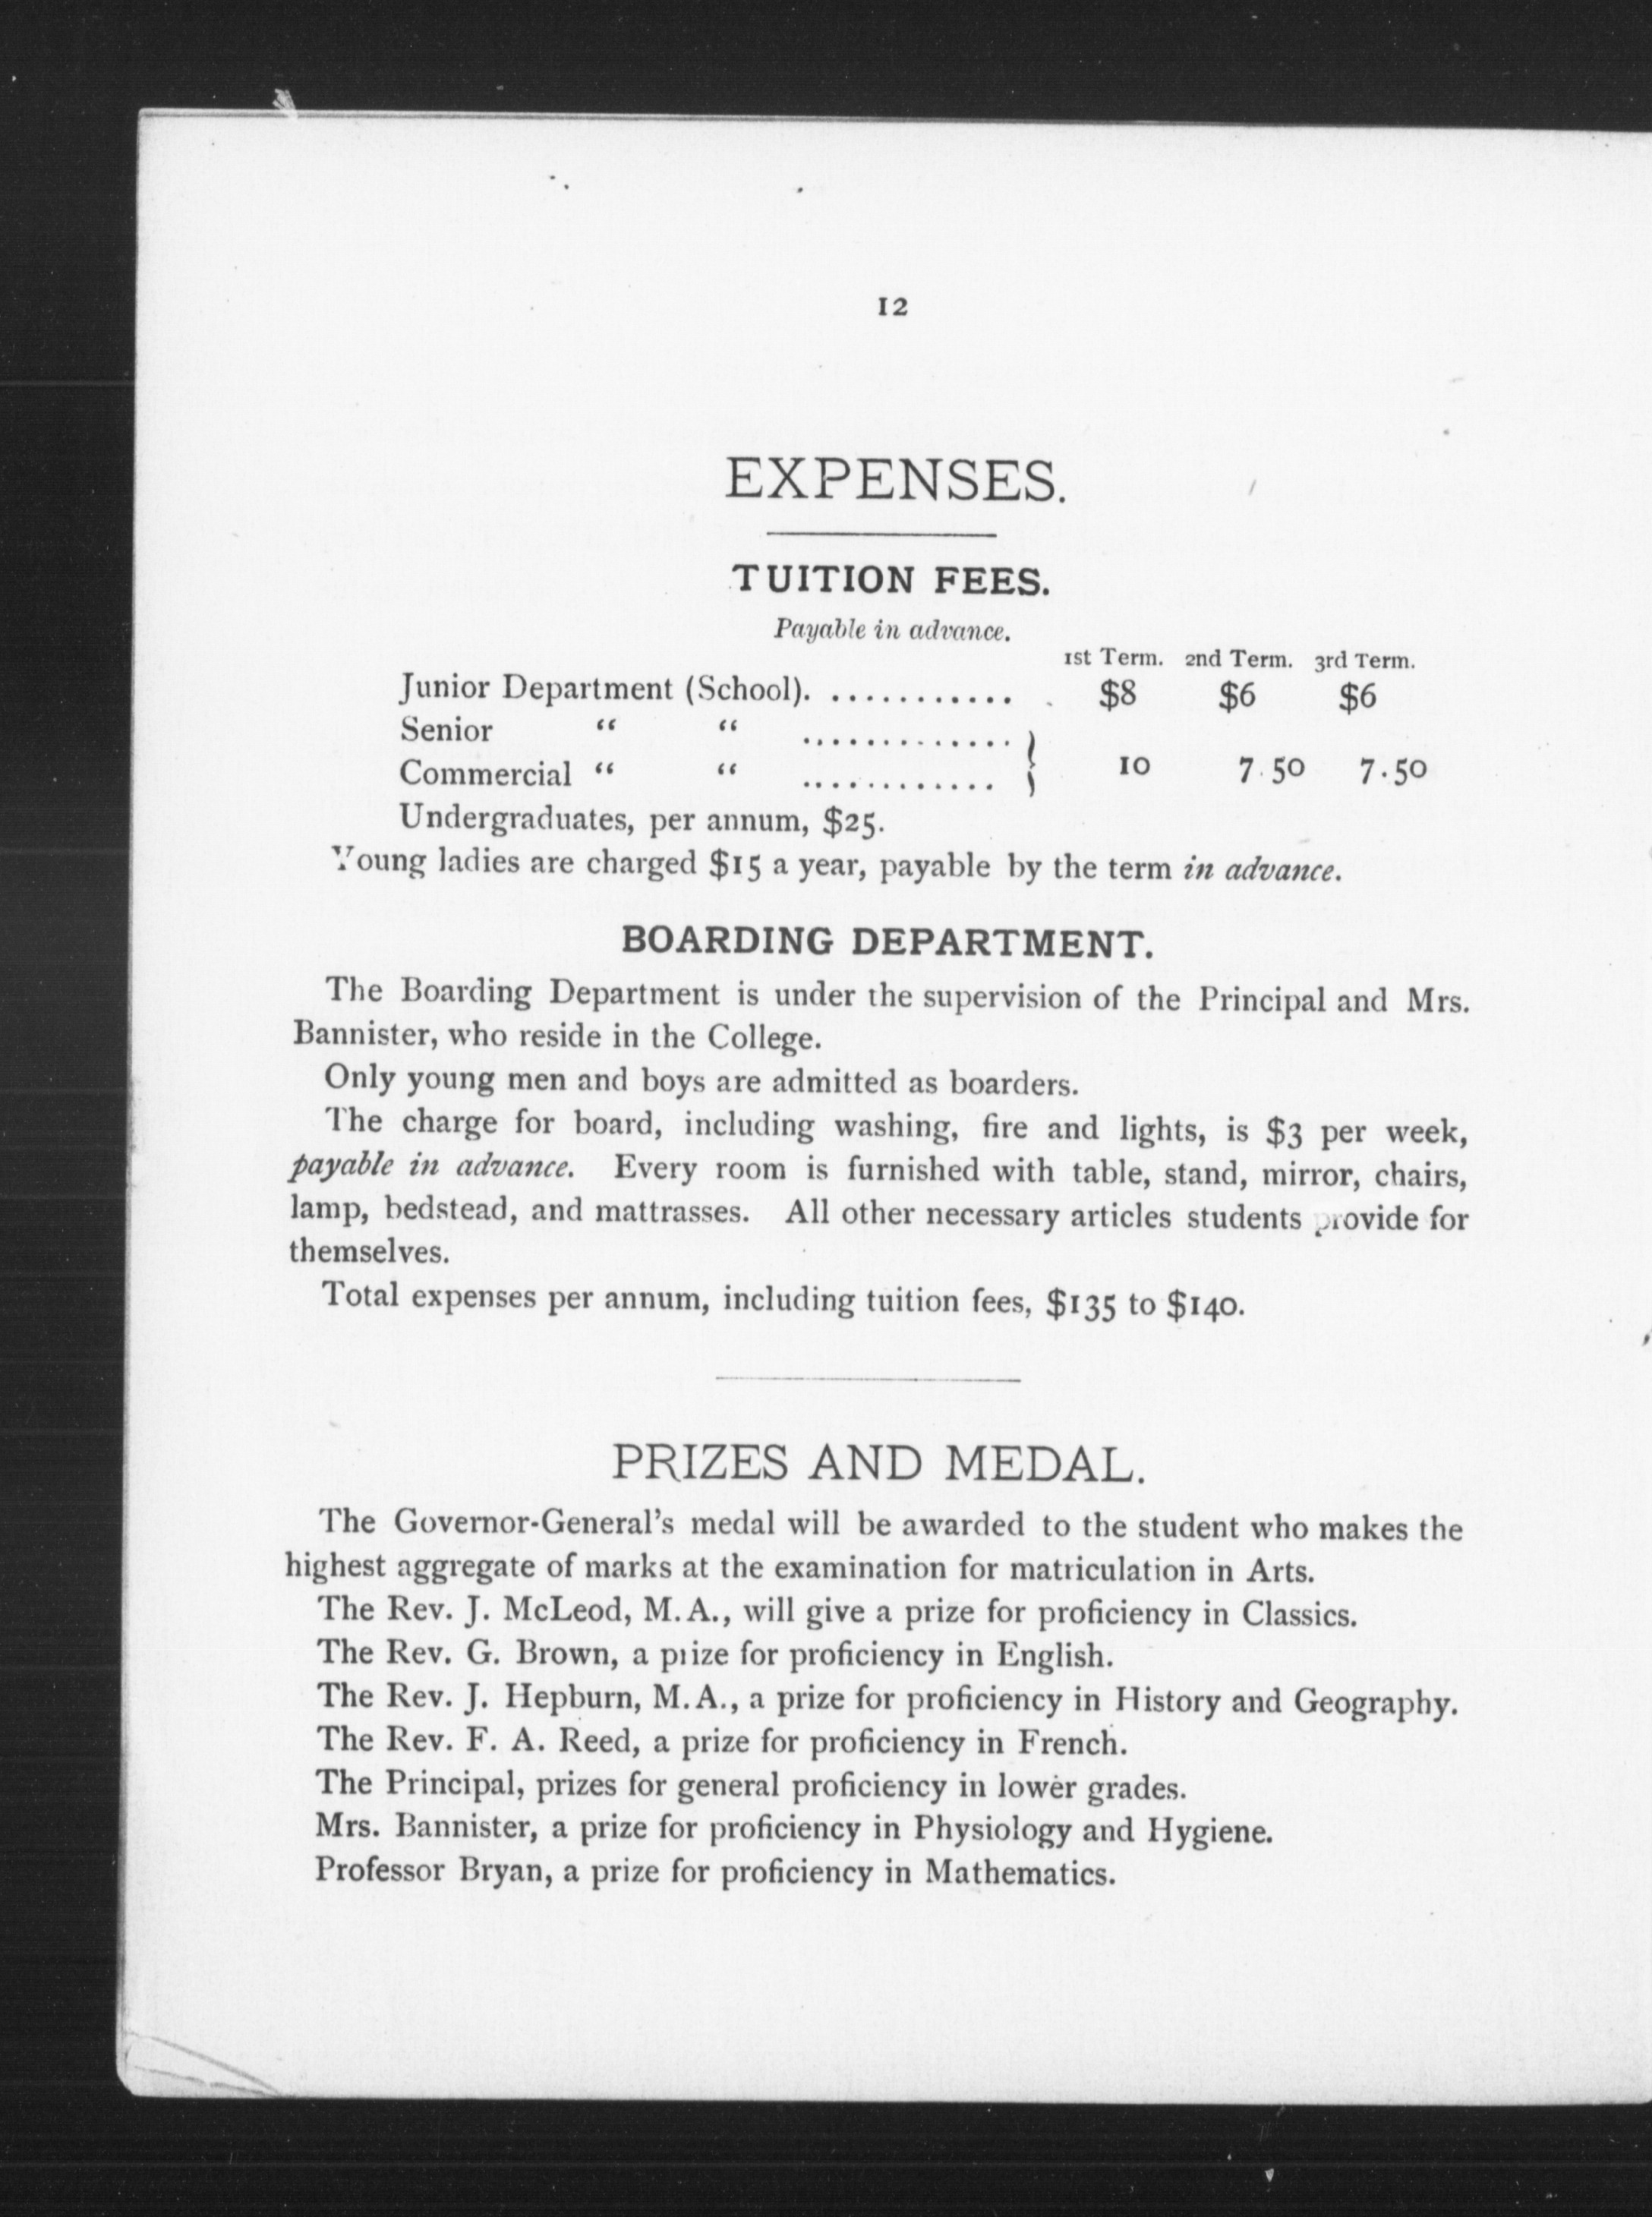 12
EXPENSES.
TUITION FEES.
Payable in advance.
1st Term. 2nd Term. 3rd Term.
Junior Department (School). ............ . $8 $6 $6
Senior “ “ .............
Commercial “ “ ............ } 10 7.50 7.50
Undergraduates, per annum, $25.
Young ladies are charged $15 a year, payable by the term in advance.
BOARDING DEPARTMENT.
The Boarding Department is under the supervision of the Principal and Mrs.
Bannister, who reside in the College.
Only young men and boys are admitted as boarders.
The charge for board, including washing, fire and lights, is $3 per week,
payable in advance. Every room is furnished with table, stand, mirror, chairs,
lamp, bedstead, and mattrasses. All other necessary articles students provide for
themselves.
Total expenses per annum, including tuition fees, $135 to $140.
PRIZES AND MEDAL.
The Governor-General’s medal will be awarded to the student who makes the
highest aggregate of marks at the examination for matriculation in Arts.
The Rev. J. McLeod, M.A., will give a prize for proficiency in Classics.
The Rev. G. Brown, a prize for proficiency in English.
The Rev. J. Hepburn, M.A., a prize for proficiency in History and Geography.
The Rev. F. A. Reed, a prize for proficiency in French.
The Principal, prizes for general proficiency in lower grades.
Mrs. Bannister, a prize for proficiency in Physiology and Hygiene.
Professor Bryan, a prize for proficiency in Mathematics.